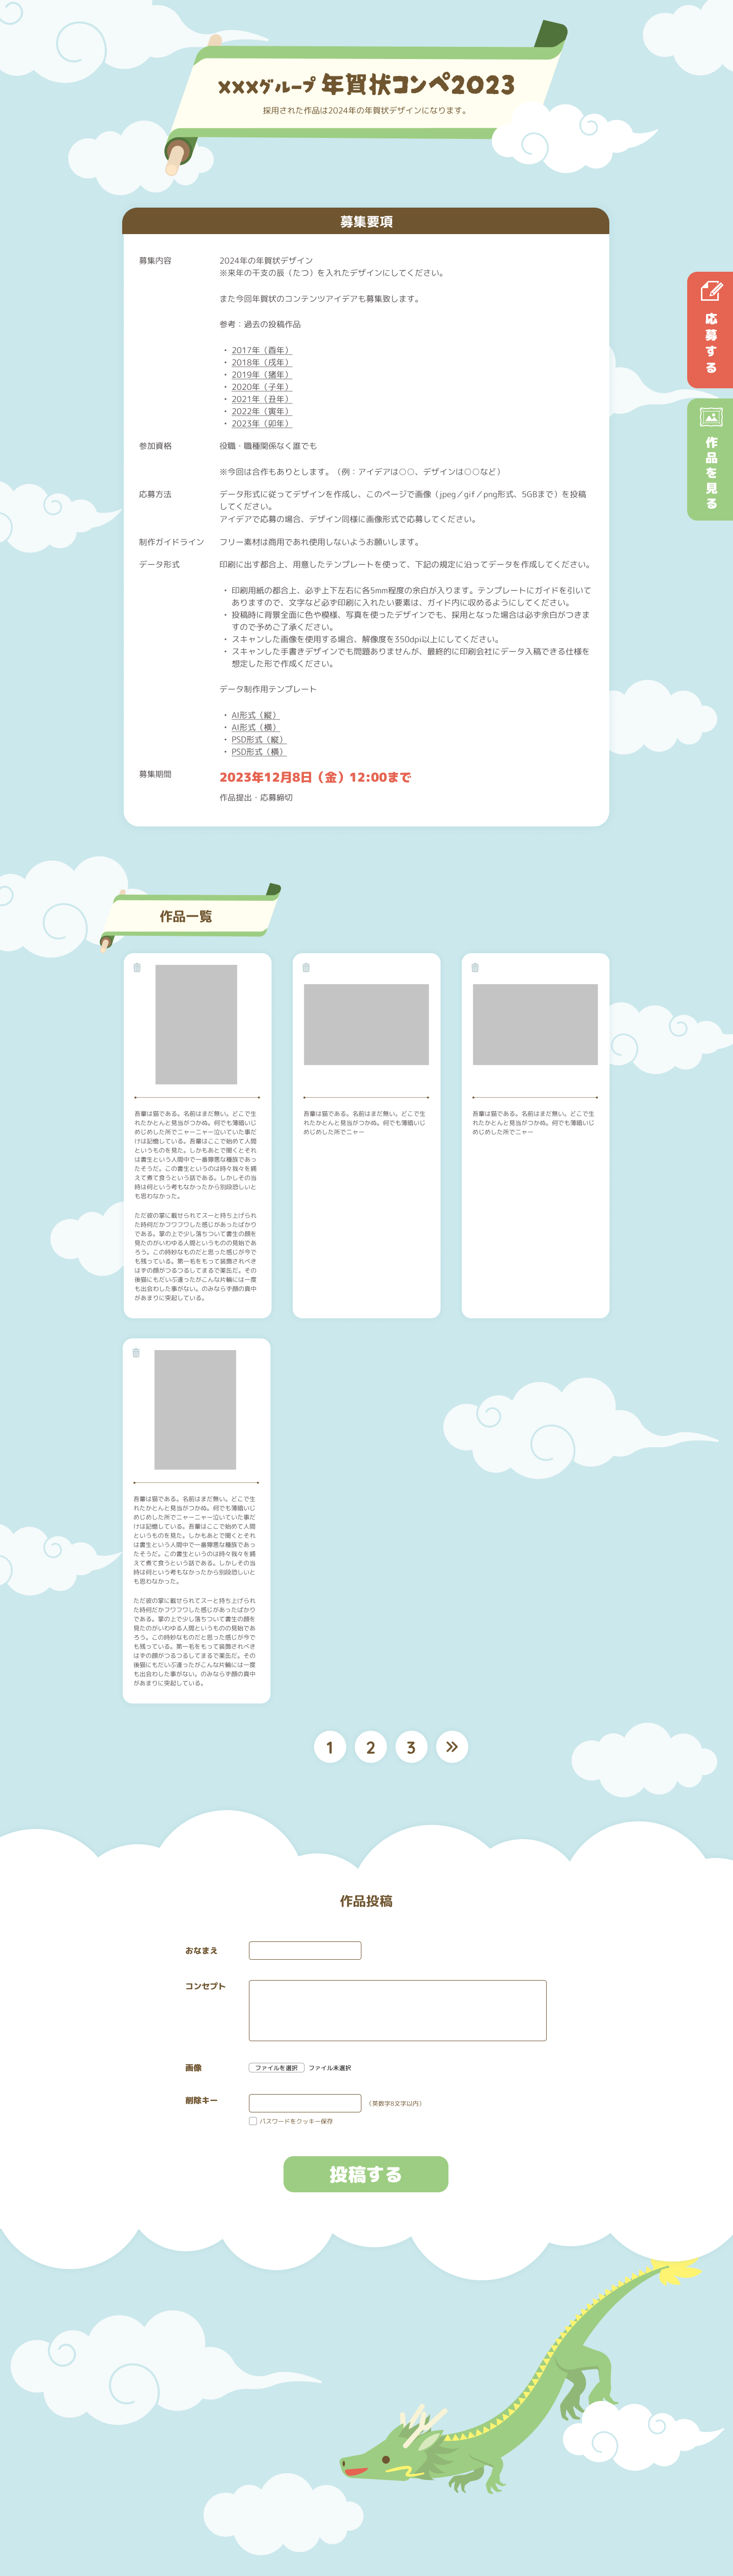 ×××グループ 年賀状コンペ2023
採用された作品は2024年の年賀状デザインになります。
募集要項
募集内容
2024年の年賀状デザイン
※来年の干支の辰（たつ）を入れたデザインにしてください。
また今回年賀状のコンテンツアイデアも募集致します。
参考：過去の投稿作品
・ 2017年（酉年）
・ 2018年（戌年）
・ 2019年（猪年）
・ 2020年（子年）
・ 2021年（丑年）
・ 2022年（寅年）
・ 2023年（卯年）
応募する
作品を見る
参加資格
役職・職種関係なく誰でも
※今回は合作もありとします。（例：アイデアは○○、デザインは○○など）
応募方法
データ形式に従ってデザインを作成し、このページで画像（jpeg／gif／png形式、5GBまで）を投稿
してください。
アイデアで応募の場合、デザイン同様に画像形式で応募してください。
制作ガイドライン
フリー素材は商用であれ使用しないようお願いします。
データ形式
印刷に出す都合上、用意したテンプレートを使って、下記の規定に沿ってデータを作成してください。
・ 印刷用紙の都合上、必ず上下左右に各5mm程度の余白が入ります。テンプレートにガイドを引いて
ありますので、文字など必ず印刷に入れたい要素は、ガイド内に収めるようにしてください。
・ 投稿時に背景全面に色や模様、写真を使ったデザインでも、採用となった場合は必ず余白がつきま
すので予めご了承ください。
・ スキャンした画像を使用する場合、解像度を350dpi以上にしてください。
・ スキャンした手書きデザインでも問題ありませんが、最終的に印刷会社にデータ入稿できる仕様を
想定した形で作成ください。
データ制作用テンプレート
・ AI形式（縦）
・ AI形式（横）
・ PSD形式（縦）
・ PSD形式（横）
募集期間
2023年12月8日（金）12:00まで
作品提出・応募締切
作品一覧
吾輩は猫である。名前はまだ無い。どこで生
れたかとんと見当がつかぬ。何でも薄暗いじ
めじめした所でニャーニャー泣いていた事だ
けは記憶している。吾輩はここで始めて人間
というものを見た。しかもあとで聞くとそれ
は書生という人間中で一番獰悪な種族であっ
たそうだ。この書生というのは時々我々を捕
えて煮て食うという話である。しかしその当
時は何という考もなかったから別段恐しいと
も思わなかった。
ただ彼の掌に載せられてスーと持ち上げられ
た時何だかフワフワした感じがあったばかり
である。掌の上で少し落ちついて書生の顔を
見たのがいわゆる人間というものの見始であ
ろう。この時妙なものだと思った感じが今で
も残っている。第一毛をもって装飾されべき
はずの顔がつるつるしてまるで薬缶だ。その
後猫にもだいぶ逢ったがこんな片輪には一度
も出会わした事がない。のみならず顔の真中
があまりに突起している。
吾輩は猫である。名前はまだ無い。どこで生
れたかとんと見当がつかぬ。何でも薄暗いじ
めじめした所でニャー
吾輩は猫である。名前はまだ無い。どこで生
れたかとんと見当がつかぬ。何でも薄暗いじ
めじめした所でニャー
吾輩は猫である。名前はまだ無い。どこで生
れたかとんと見当がつかぬ。何でも薄暗いじ
めじめした所でニャーニャー泣いていた事だ
けは記憶している。吾輩はここで始めて人間
というものを見た。しかもあとで聞くとそれ
は書生という人間中で一番獰悪な種族であっ
たそうだ。この書生というのは時々我々を捕
えて煮て食うという話である。しかしその当
時は何という考もなかったから別段恐しいと
も思わなかった。
ただ彼の掌に載せられてスーと持ち上げられ
た時何だかフワフワした感じがあったばかり
である。掌の上で少し落ちついて書生の顔を
見たのがいわゆる人間というものの見始であ
ろう。この時妙なものだと思った感じが今で
も残っている。第一毛をもって装飾されべき
はずの顔がつるつるしてまるで薬缶だ。その
後猫にもだいぶ逢ったがこんな片輪には一度
も出会わした事がない。のみならず顔の真中
があまりに突起している。
1 2 3 »
作品投稿
おなまえ
コンセプト
画像
ファイルを選択 ファイル未選択
削除キー
（英数字8文字以内）
パスワードをクッキー保存
投稿する